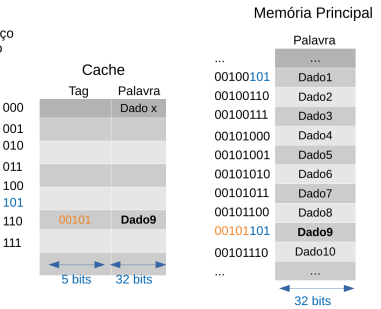 Memória Principal
ço
o
Cache
Palavra
Tag Palavra
... ...
000 Dado x
00100101 Dado1
001
00100110 Dado2
010
00100111 Dado3
011
00101000 Dado4
100
00101001 Dado5
101
00101010 Dado6
110 00101 Dado9
00101011 Dado7
111
00101100 Dado8
00101101 Dado9
00101110 Dado10
... ...
5 bits 32 bits
32 bits